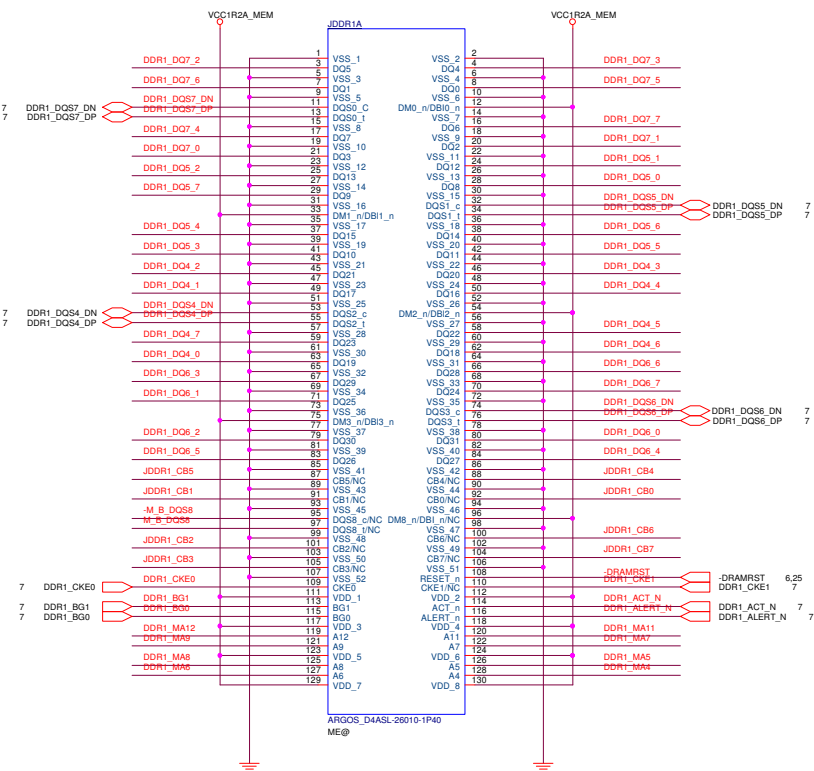 VCC1R2A_MEM VCC1R2A_MEM
JDDR1A
1 VSS_1 VSS_2 2
DDR1_DQ7_2 3 DQ5 DQ4 4 DDR1_DQ7_3
5 VSS_3 VSS_4 6
DDR1_DQ7_6 7 DQ1 DQ0 8 DDR1_DQ7_5
9 VSS_5 VSS_6 10
7 DDR1_DQS7_DN DDR1_DQS7_DN 11 DQS0_C DM0_n/DBI0_n 12
7 DDR1_DQS7_DP DDR1_DQS7_DP 13 DQS0_t VSS_7 14
15 VSS_8 DQ6 16 DDR1_DQ7_7
DDR1_DQ7_4 17 DQ7 VSS_9 18
19 VSS_10 DQ2 20 DDR1_DQ7_1
DDR1_DQ7_0 21 DQ3 VSS_11 22
23 VSS_12 DQ12 24 DDR1_DQ5_1
DDR1_DQ5_2 25 DQ13 VSS_13 26
27 VSS_14 DQ8 28 DDR1_DQ5_0
DDR1_DQ5_7 29 DQ9 VSS_15 30
31 VSS_16 DQS1_c 32 DDR1_DQS5_DN DDR1_DQS5_DN 7
33 DM1_n/DBI1_n DQS1_t 34 DDR1_DQS5_DP DDR1_DQS5_DP 7
35 VSS_17 VSS_18 36
DDR1_DQ5_4 37 DQ15 DQ14 38 DDR1_DQ5_6
39 VSS_19 VSS_20 40
DDR1_DQ5_3 41 DQ10 DQ11 42 DDR1_DQ5_5
43 VSS_21 VSS_22 44
DDR1_DQ4_2 45 DQ21 DQ20 46 DDR1_DQ4_3
47 VSS_23 VSS_24 48
DDR1_DQ4_1 49 DQ17 DQ16 50 DDR1_DQ4_4
51 VSS_25 VSS_26 52
7 DDR1_DQS4_DN DDR1_DQS4_DN 53 DQS2_c DM2_n/DBI2_n 54
7 DDR1_DQS4_DP DDR1_DQS4_DP 55 DQS2_t VSS_27 56
57 VSS_28 DQ22 58 DDR1_DQ4_5
DDR1_DQ4_7 59 DQ23 VSS_29 60
61 VSS_30 DQ18 62 DDR1_DQ4_6
DDR1_DQ4_0 63 DQ19 VSS_31 64
65 VSS_32 DQ28 66 DDR1_DQ6_6
DDR1_DQ6_3 67 DQ29 VSS_33 68
69 VSS_34 DQ24 70 DDR1_DQ6_7
DDR1_DQ6_1 71 DQ25 VSS_35 72
73 VSS_36 DQS3_c 74 DDR1_DQS6_DN DDR1_DQS6_DN 7
75 DM3_n/DBI3_n DQS3_t 76 DDR1_DQS6_DP DDR1_DQS6_DP 7
77 VSS_37 VSS_38 78
DDR1_DQ6_2 79 DQ30 DQ31 80 DDR1_DQ6_0
81 VSS_39 VSS_40 82
DDR1_DQ6_5 83 DQ26 DQ27 84 DDR1_DQ6_4
85 VSS_41 VSS_42 86
JDDR1_CB5 87 CB5/NC CB4/NC 88 JDDR1_CB4
89 VSS_43 VSS_44 90
JDDR1_CB1 91 CB1/NC CB0/NC 92 JDDR1_CB0
93 VSS_45 VSS_46 94
-M_B_DQS8 95 DQS8_c/NC DM8_n/DBI_n/NC 96
M_B_DQS8 97 DQS8_t/NC VSS_47 98
99 VSS_48 CB6/NC 100 JDDR1_CB6
JDDR1_CB2 101 CB2/NC VSS_49 102
103 VSS_50 CB7/NC 104 JDDR1_CB7
JDDR1_CB3 105 CB3/NC VSS_51 106
107 VSS_52 RESET_n 108 -DRAMRST -DRAMRST 6,25
7 DDR1_CKE0 DDR1_CKE0 109 CKE0 CKE1/NC 110 DDR1_CKE1 DDR1_CKE1 7
111 VDD_1 VDD_2 112
7 DDR1_BG1 DDR1_BG1 113 BG1 ACT_n 114 DDR1_ACT_N DDR1_ACT_N 7
7 DDR1_BG0 DDR1_BG0 115 BG0 ALERT_n 116 DDR1_ALERT_N DDR1_ALERT_N 7
117 VDD_3 VDD_4 118
DDR1_MA12 119 A12 A11 120 DDR1_MA11
DDR1_MA9 121 A9 A7 122 DDR1_MA7
123 VDD_5 VDD_6 124
DDR1_MA8 125 A8 A5 126 DDR1_MA5
DDR1_MA6 127 A6 A4 128 DDR1_MA4
129 VDD_7 VDD_8 130
ARGOS_D4ASL-26010-1P40
ME@